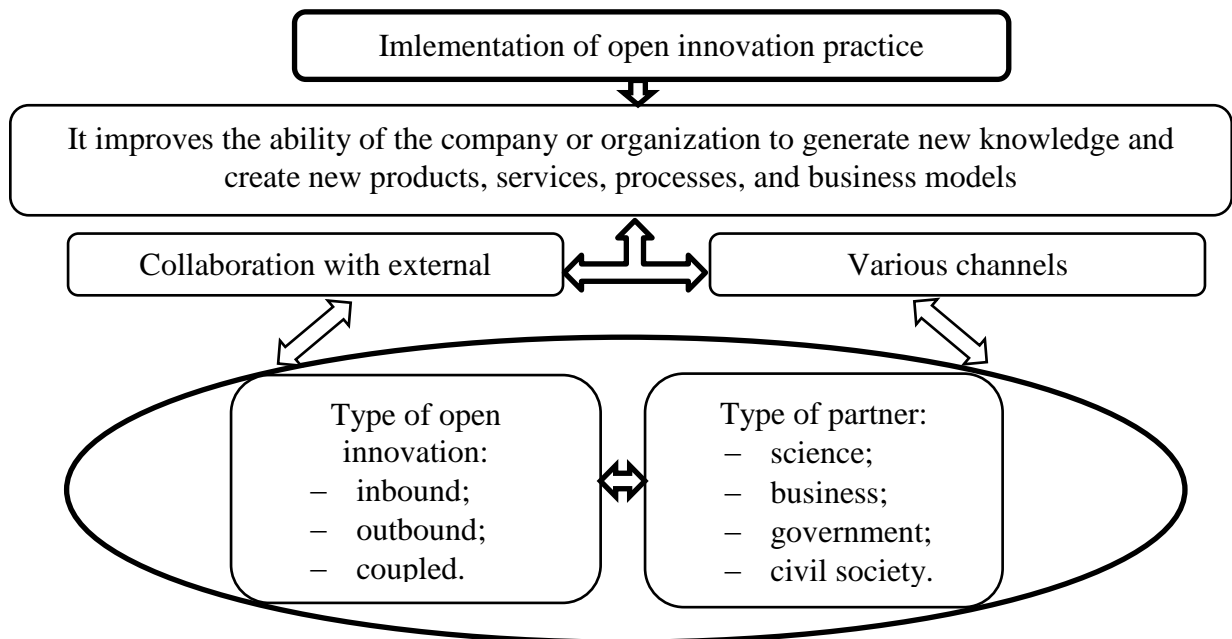 Imlementation of open innovation practice
It improves the ability of the company or organization to generate new knowledge and
create new products, services, processes, and business models
Collaboration with external
Various channels
Type of open
innovation:
− inbound;
− outbound;
− coupled.
Type of partner:
− science;
− business;
− government;
− civil society.